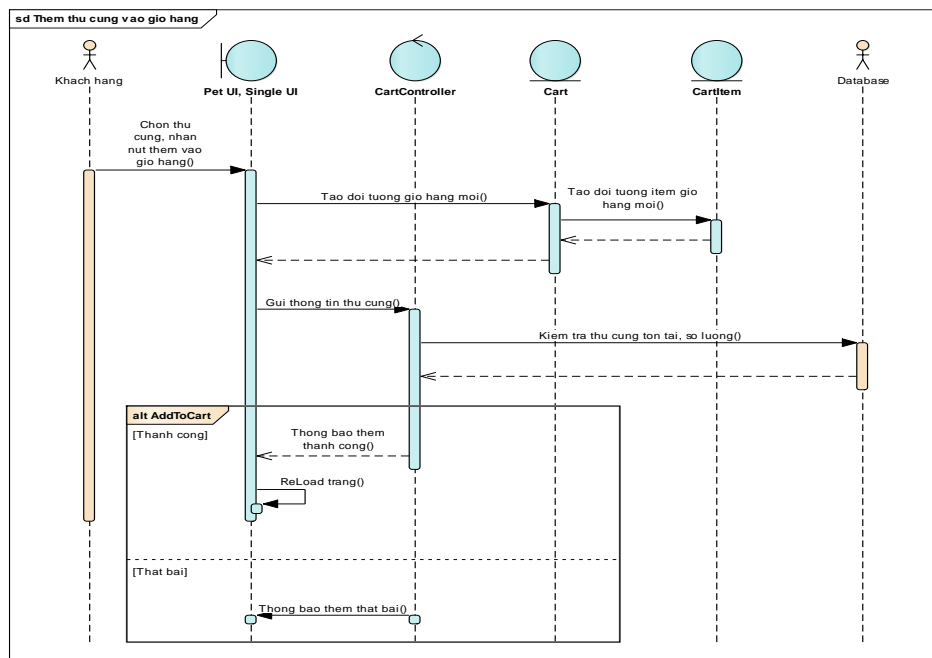 sd Them thu cung vao gio hang
Khach hang
Pet UI, Single UI
CartController
Cart
CartItem
Database
Chon thu
cung, nhan
nut them vao
gio hang()
Tao doi tuong gio hang moi()
Tao doi tuong item gio
hang moi()
Gui thong tin thu cung()
Kiem tra thu cung ton tai, so luong()
alt AddToCart
[Thanh cong]
Thong bao them
thanh cong()
ReLoad trang()
[That bai]
Thong bao them that bai()